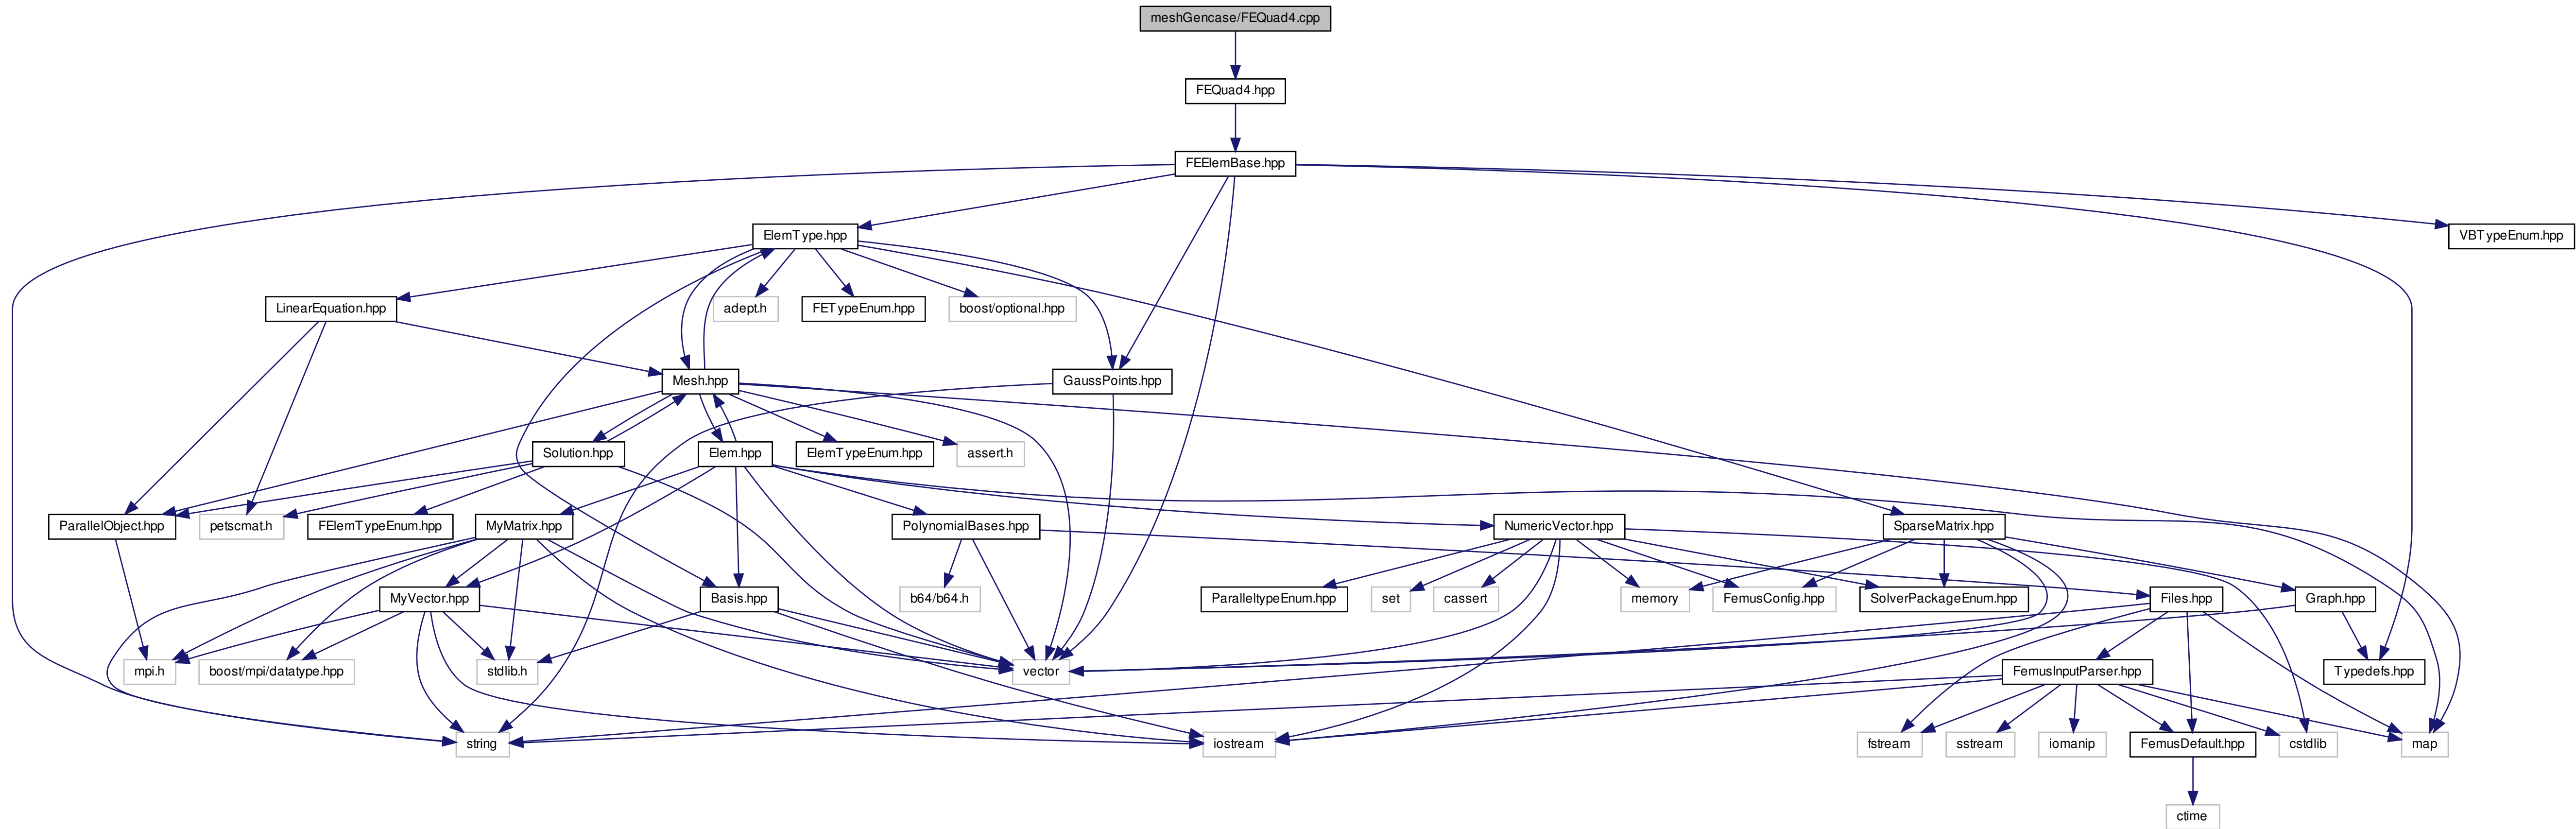 meshGencase/FEQuad4.cpp
FEQuad4.hpp
FEElemBase.hpp
ElemType.hpp
VBTypeEnum.hpp
LinearEquation.hpp
adept.h
FETypeEnum.hpp
boost/optional.hpp
Mesh.hpp
GaussPoints.hpp
Solution.hpp
Elem.hpp
ElemTypeEnum.hpp
assert.h
ParallelObject.hpp
petscmat.h
FElemTypeEnum.hpp
MyMatrix.hpp
PolynomialBases.hpp
NumericVector.hpp
SparseMatrix.hpp
MyVector.hpp
Basis.hpp
b64/b64.h
ParalleltypeEnum.hpp
set
cassert
memory
FemusConfig.hpp
SolverPackageEnum.hpp
Files.hpp
Graph.hpp
mpi.h
boost/mpi/datatype.hpp
stdlib.h
vector
FemusInputParser.hpp
Typedefs.hpp
string
iostream
fstream
sstream
iomanip
FemusDefault.hpp
cstdlib
map
ctime